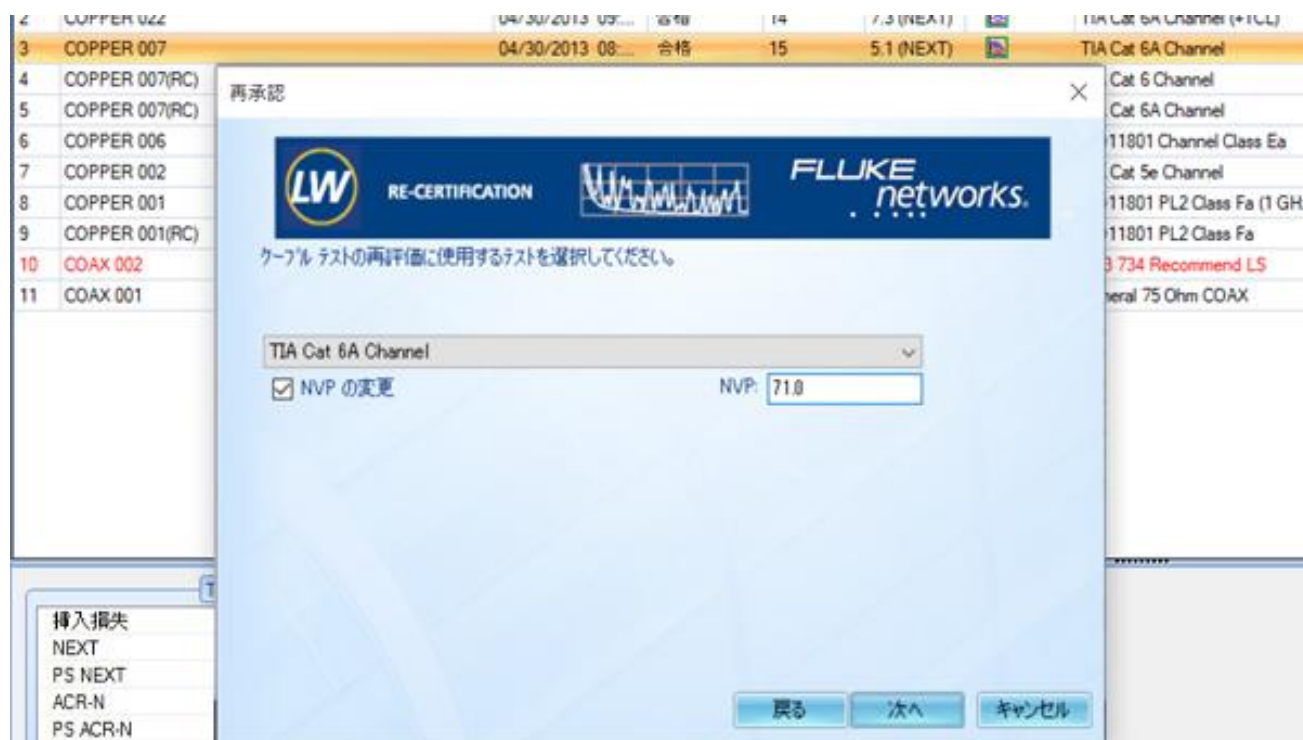 2 COPPER 022 04/30/2013 09:... 合格 14 7.3 (NEXT) TIA Cat 6A Channel (+TCL)
3 COPPER 007 04/30/2013 08:... 合格 15 5.1 (NEXT) TIA Cat 6A Channel
4 COPPER 007(RC) Cat 6 Channel
5 COPPER 007(RC) Cat 6A Channel
6 COPPER 006 11801 Channel Class Ea
7 COPPER 002 Cat 5e Channel
8 COPPER 001 11801 PL2 Class Fa (1 GH
9 COPPER 001(RC) 11801 PL2 Class Fa
10 COAX 002 3 734 Recommend LS
11 COAX 001 neral 75 Ohm COAX
再承認
LW RE-CERTIFICATION FLUKE networks.
ケーブル テストの再評価に使用するテストを選択してください。
TIA Cat 6A Channel
NVP の変更 NVP: 71.0
戻る 次へ キャンセル
T
挿入損失
NEXT
PS NEXT
ACR-N
PS ACR-N